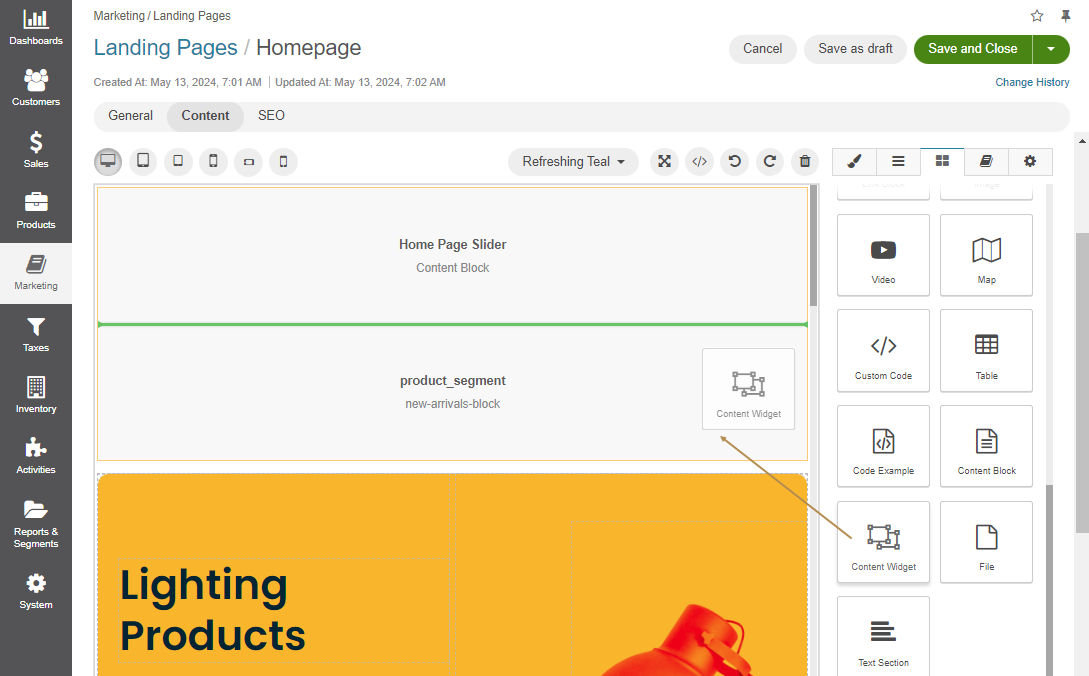 Dashboards
Customers
Sales
Products
Marketing
Taxes
Inventory
Activities
Reports &
Segments
System
Marketing / Landing Pages
Landing Pages / Homepage
Cancel
Save as draft
Save and Close
Created At: May 13, 2024, 7:01 AM
Updated At: May 13, 2024, 7:02 AM
Change History
General
Content
SEO
Refreshing Teal
Home Page Slider
Content Block
product_segment
new-arrivals-block
Content Widget
Lighting
Products
Link Block
Image
Video
Map
Custom Code
Table
Code Example
Content Block
Content Widget
File
Text Section